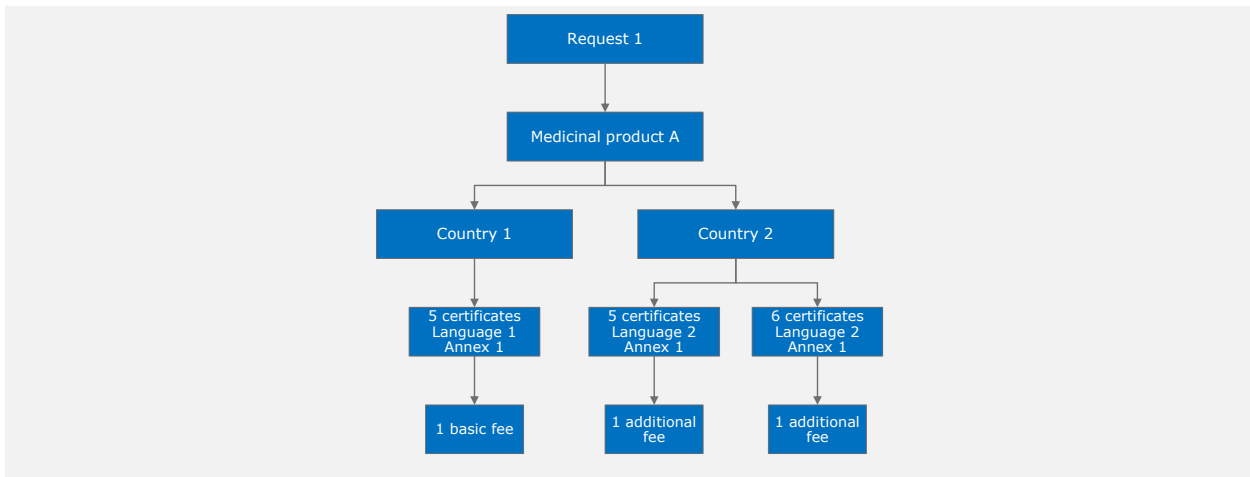 Request 1
Medicinal product A
Country 1
Country 2
5 certificates
Language 1
Annex 1
5 certificates
Language 2
Annex 1
6 certificates
Language 2
Annex 1
1 basic fee
1 additional
fee
1 additional
fee